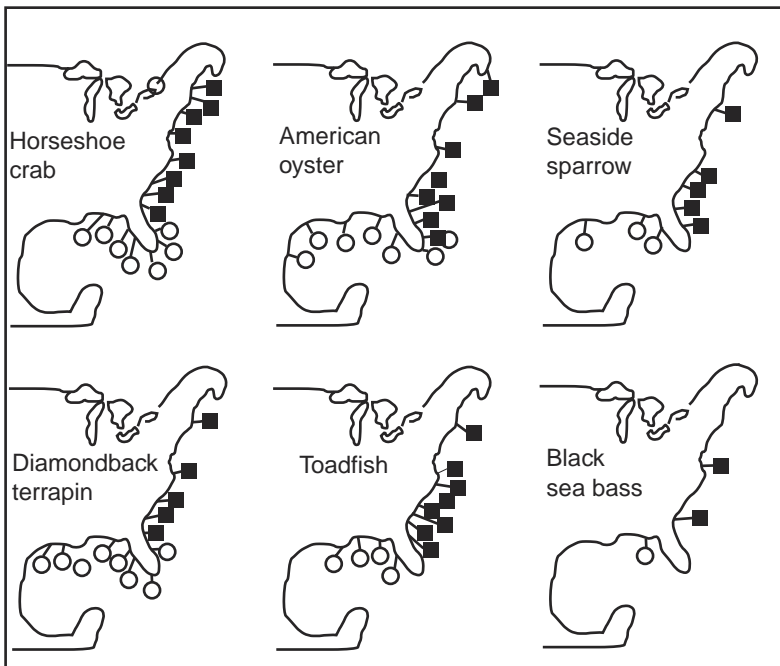 Horseshoe
crab
American
oyster
Seaside
sparrow
Diamondback
terrapin
Toadfish
Black
sea bass